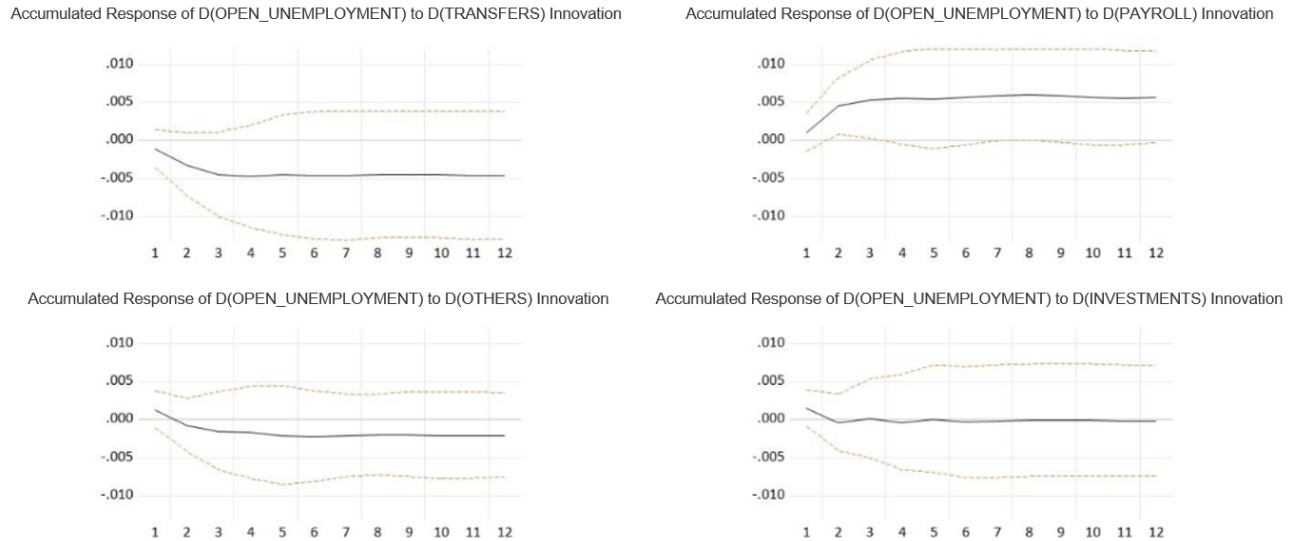 Accumulated Response of D(OPEN_UNEMPLOYMENT) to D(TRANSFERS) Innovation
.010
.005
.000
-.005
-.010
1 2 3 4 5 6 7 8 9 10 11 12
Accumulated Response of D(OPEN_UNEMPLOYMENT) to D(PAYROLL) Innovation
.010
.005
.000
-.005
-.010
1 2 3 4 5 6 7 8 9 10 11 12
Accumulated Response of D(OPEN_UNEMPLOYMENT) to D(OTHERS) Innovation
.010
.005
.000
-.005
-.010
1 2 3 4 5 6 7 8 9 10 11 12
Accumulated Response of D(OPEN_UNEMPLOYMENT) to D(INVESTMENTS) Innovation
.010
.005
.000
-.005
-.010
1 2 3 4 5 6 7 8 9 10 11 12